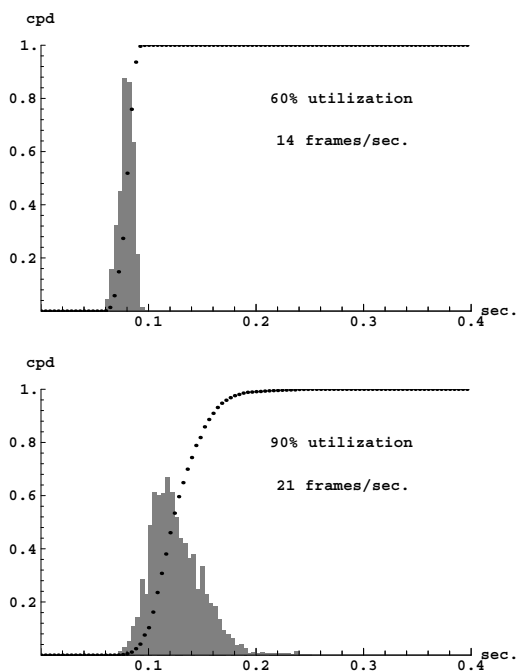 cpd
1.
0.8
60% utilization
14 frames/sec.
0.6
0.4
0.2
0.1 0.2 0.3 0.4 sec.
cpd
1.
0.8
90% utilization
21 frames/sec.
0.6
0.4
0.2
0.1 0.2 0.3 0.4 sec.